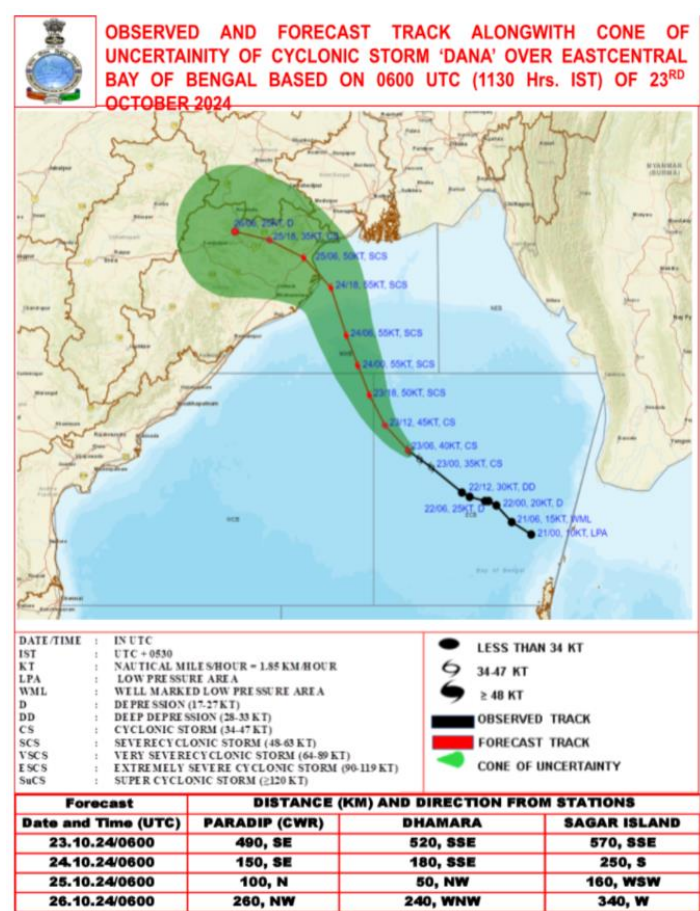 OBSERVED AND FORECAST TRACK ALONGWITH CONE OF
UNCERTAINITY OF CYCLONIC STORM ‘DANA’ OVER EASTCENTRAL
BAY OF BENGAL BASED ON 0600 UTC (1130 Hrs. IST) OF 23RD
OCTOBER 2024
MYANMAR
(BURMA)
26/06, 25KT, D
25/18, 35KT, CS
25/06, 50KT, SCS
24/18, 55KT, SCS
24/06, 55KT, SCS
24/00, 55KT, SCS
23/18, 50KT, SCS
23/12, 45KT, CS
23/06, 40KT, CS
23/00, 35KT, CS
22/12, 30KT, DD
22/06, 25KT, D
22/00, 20KT, D
21/06, 15KT, WML
21/00, 10KT, LPA
Bay of Bengal
DATE/TIME : IN UTC
IST : UTC + 0530
KT : NAUTICAL MILES/HOUR = 1.85 KM/HOUR
LPA : LOW PRESSURE AREA
WML : WELL MARKED LOW PRESSURE AREA
D : DEPRESSION (17-27 KT)
DD : DEEP DEPRESSION (28-33 KT)
CS : CYCLONIC STORM (34-47 KT)
SCS : SEVERECYCLONIC STORM (48-63 KT)
VSCS : VERY SEVERECYCLONIC STORM (64-89 KT)
ESCS : EXTREMELY SEVERE CYCLONIC STORM (90-119 KT)
SuCS : SUPER CYCLONIC STORM (≥120 KT)
LESS THAN 34 KT
34-47 KT
≥ 48 KT
OBSERVED TRACK
FORECAST TRACK
CONE OF UNCERTAINTY
Forecast DISTANCE (KM) AND DIRECTION FROM STATIONS
Date and Time (UTC) PARADIP (CWR) DHAMARA SAGAR ISLAND
23.10.24/0600 490, SE 520, SSE 570, SSE
24.10.24/0600 150, SE 180, SSE 250, S
25.10.24/0600 100, N 50, NW 160, WSW
26.10.24/0600 260, NW 240, WNW 340, W